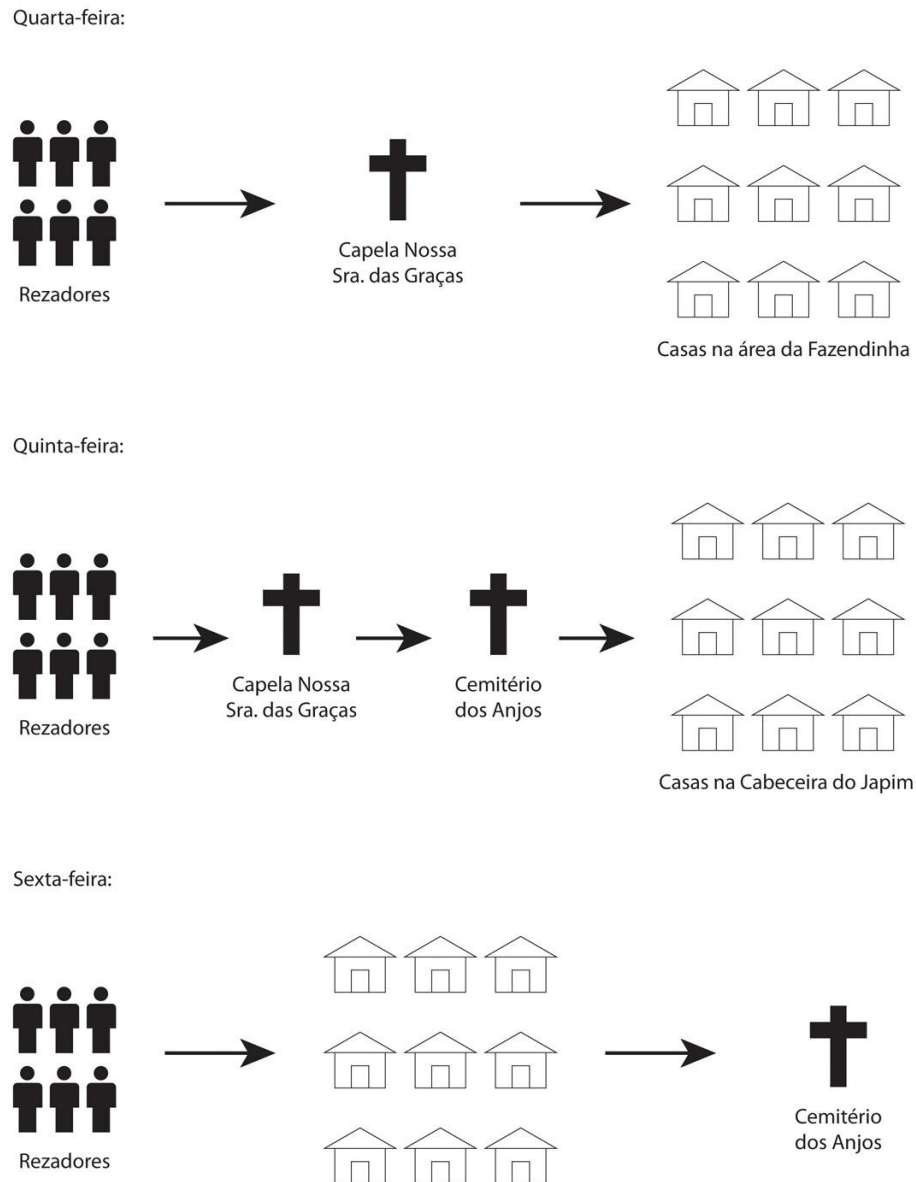 Quarta-feira:
Rezadores
Capela Nossa
Sra. das Graças
Casas na área da Fazendinha
Quinta-feira:
Rezadores
Capela Nossa
Sra. das Graças
Cemitério
dos Anjos
Casas na Cabeceira do Japim
Sexta-feira:
Rezadores
Cemitério
dos Anjos